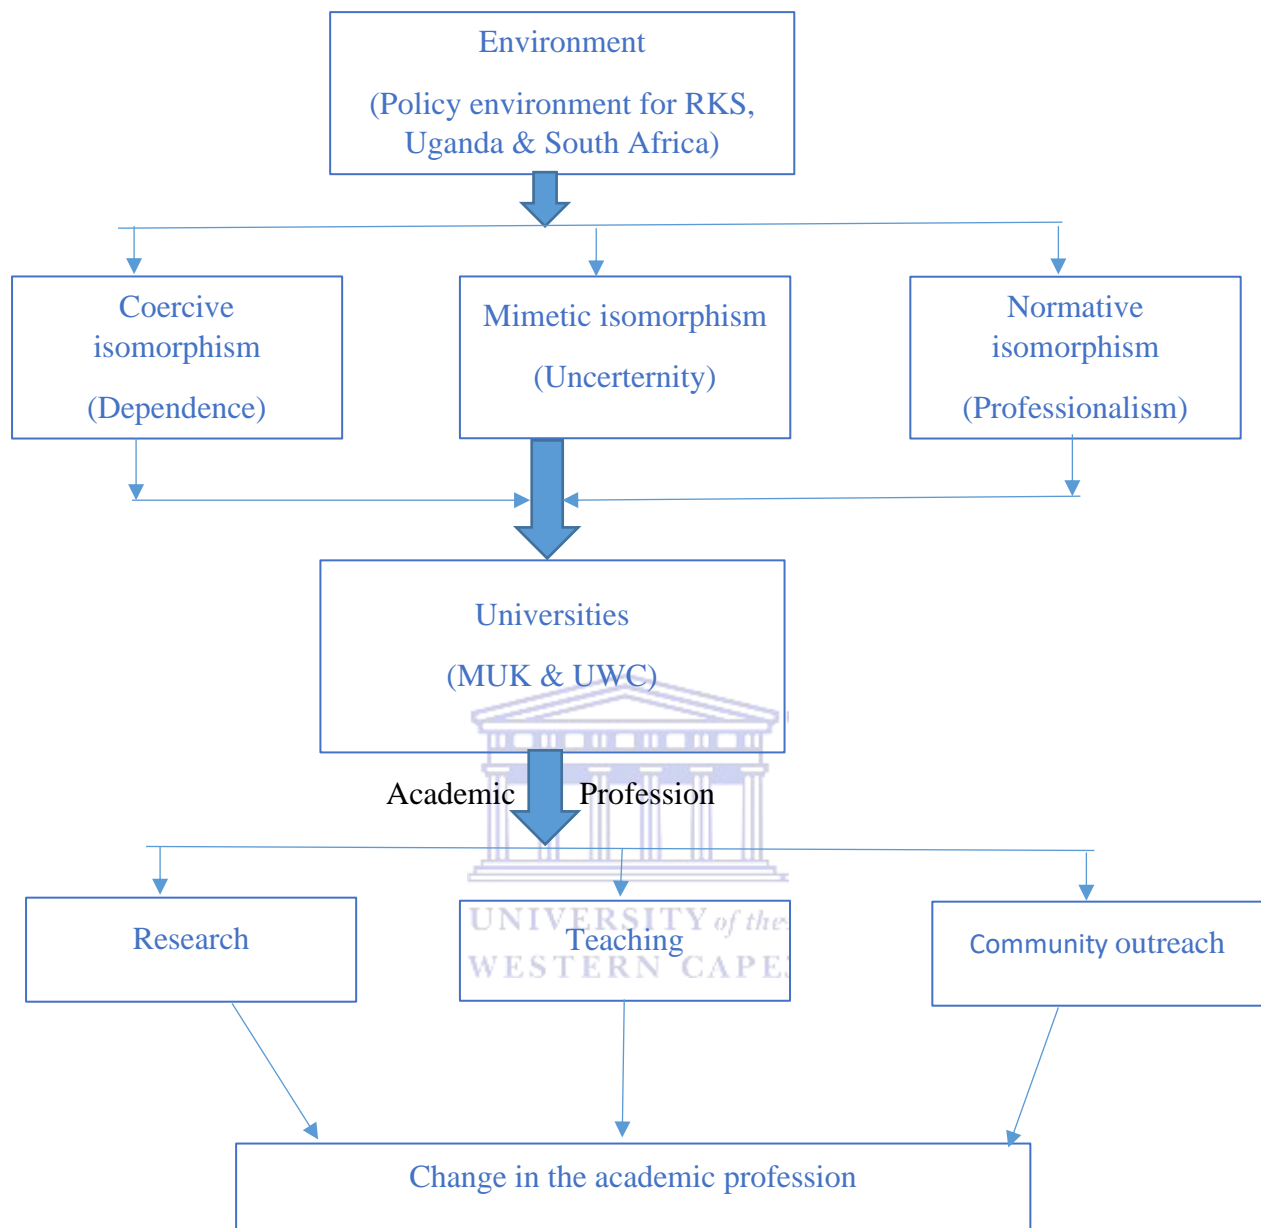 Environment
(Policy environment for RKS,
Uganda & South Africa)
Coercive
isomorphism
(Dependence)
Mimetic isomorphism
(Uncerternity)
Normative
isomorphism
(Professionalism)
Universities
(MUK & UWC)
Academic Profession
Research
Teaching
Community outreach
UNIVERSITY of the
WESTERN CAPE
Change in the academic profession